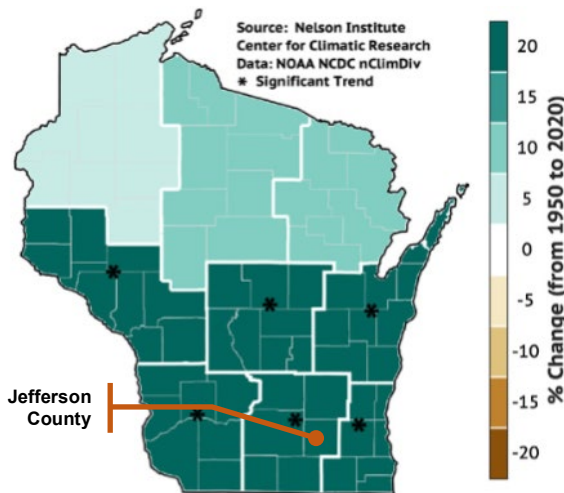 Source: Nelson Institute
Center for Climatic Research
Data: NOAA NCDC nClimDiv
* Significant Trend
Jefferson
County
20
15
10
5
0
-5
-10
-15
-20
% Change (from 1950 to 2020)